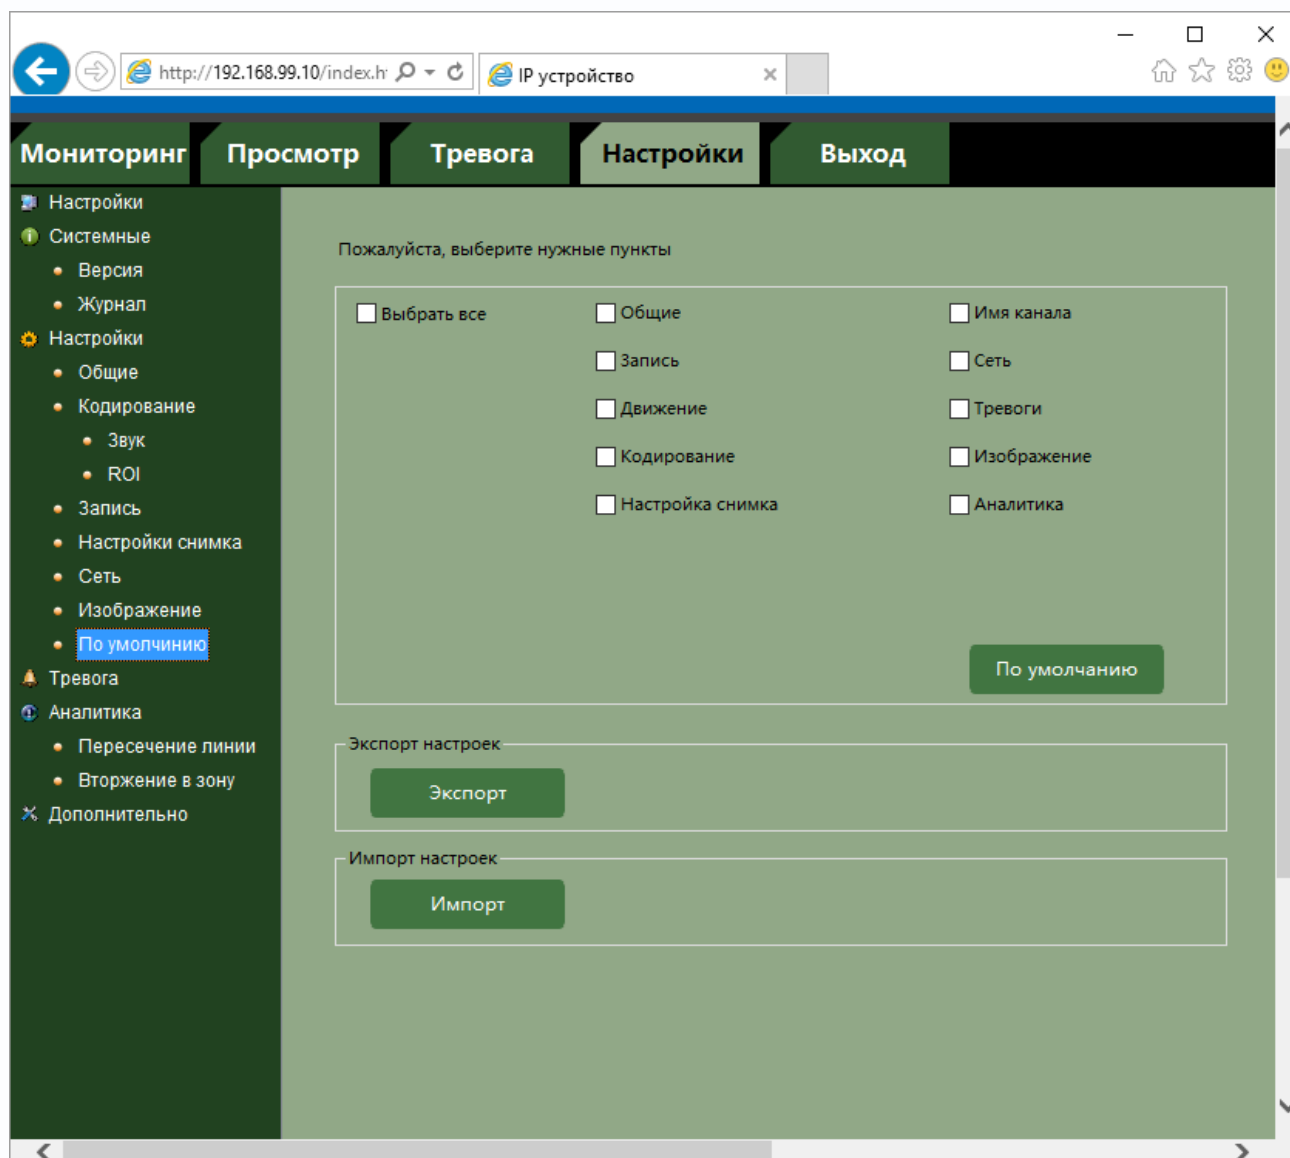 http://192.168.99.10/index.h
IP устройство
Мониторинг Просмотр Тревога Настройки Выход
Настройки
Системные
Версия
Журнал
Настройки
Общие
Кодирование
Звук
ROI
Запись
Настройки снимка
Сеть
Изображение
По умолчинию
Тревога
Аналитика
Пересечение линии
Вторжение в зону
Дополнительно
Пожалуйста, выберите нужные пункты
Выбрать все Общие Имя канала
Запись Сеть
Движение Тревоги
Кодирование Изображение
Настройка снимка Аналитика
По умолчанию
Экспорт настроек
Экспорт
Импорт настроек
Импорт